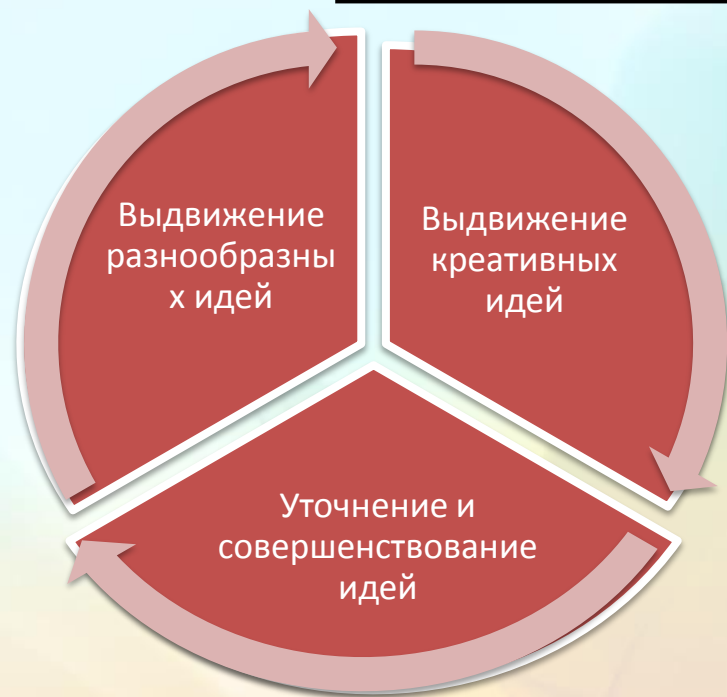 Выдвижение
разнообразны
х идей
Выдвижение
креативных
идей
Уточнение и
совершенствование
идей